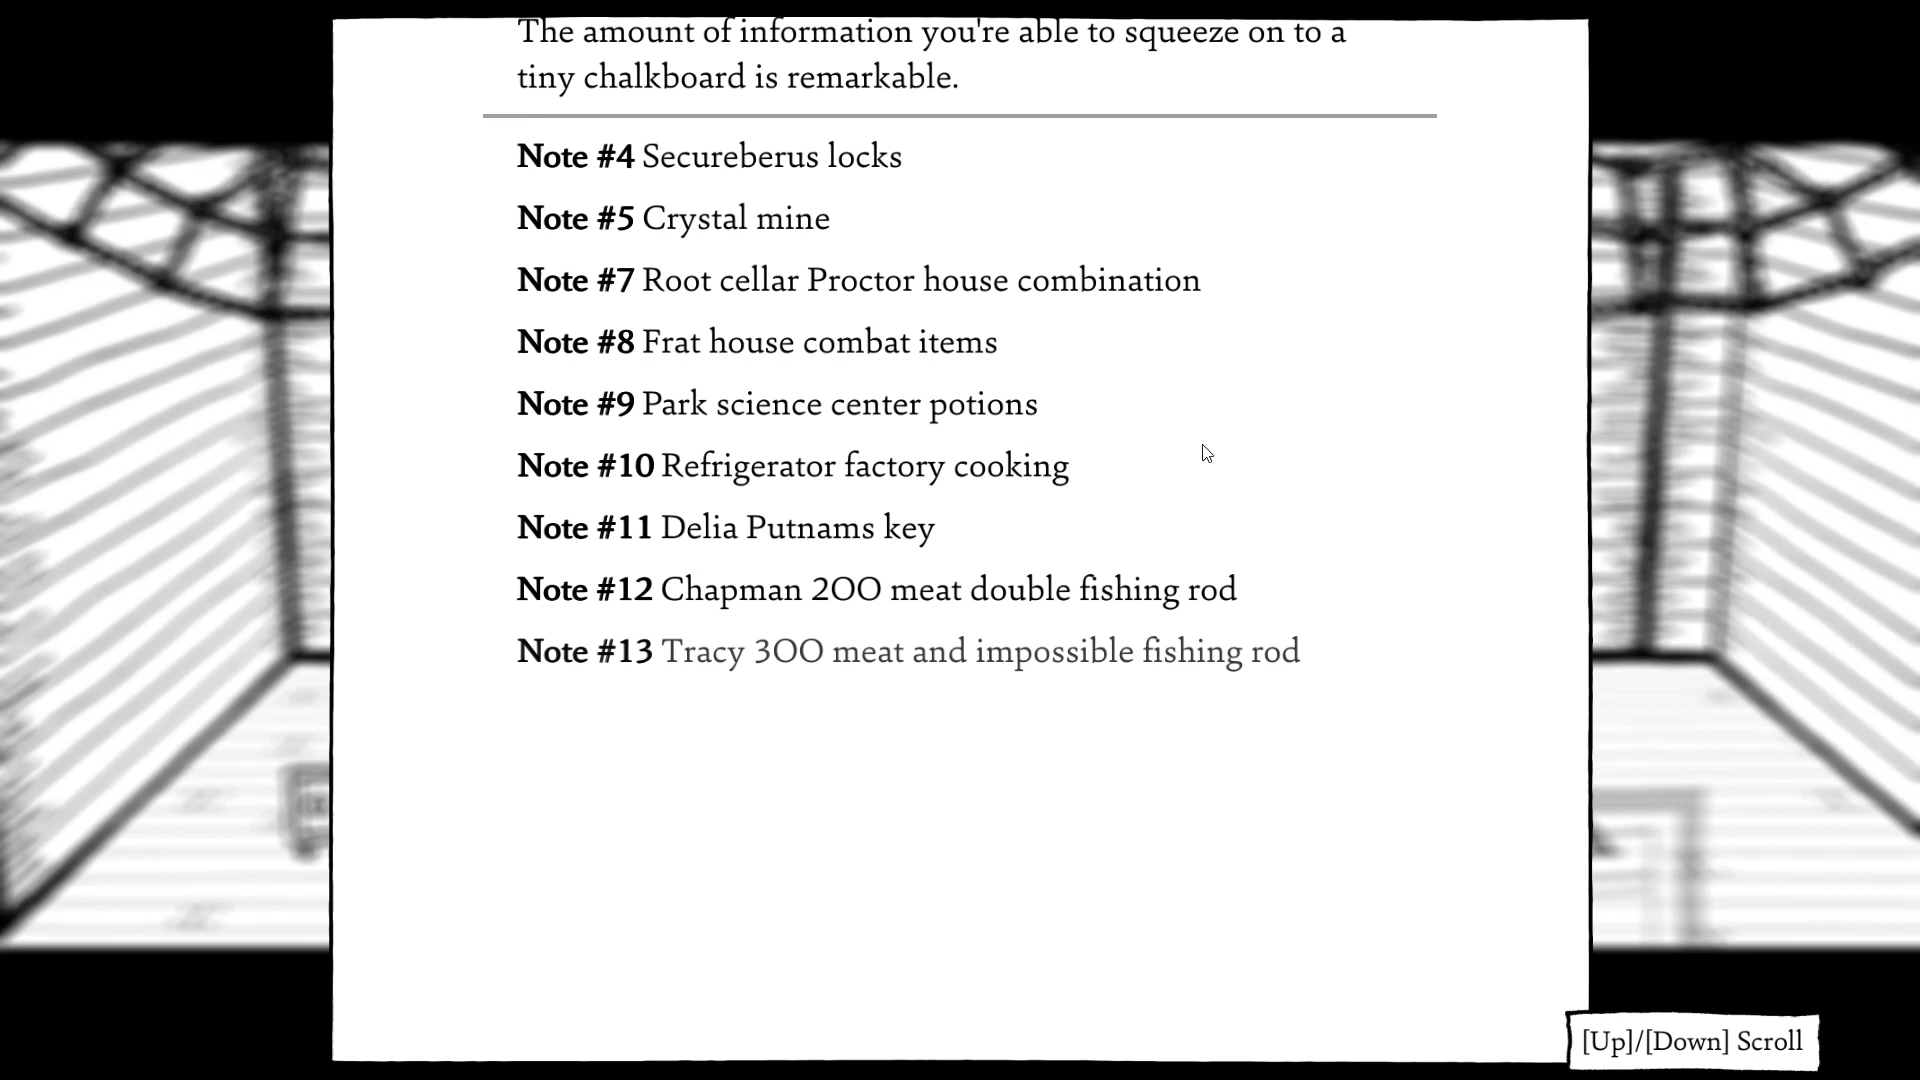 The amount of information you're able to squeeze on to a
tiny chalkboard is remarkable.
Note #4 Secureberus locks
Note #5 Crystal mine
Note #7 Root cellar Proctor house combination
Note #8 Frat house combat items
Note #9 Park science center potions
Note #10 Refrigerator factory cooking
Note #11 Delia Putnams key
Note #12 Chapman 200 meat double fishing rod
Note #13 Tracy 300 meat and impossible fishing rod
[Up]/[Down] Scroll